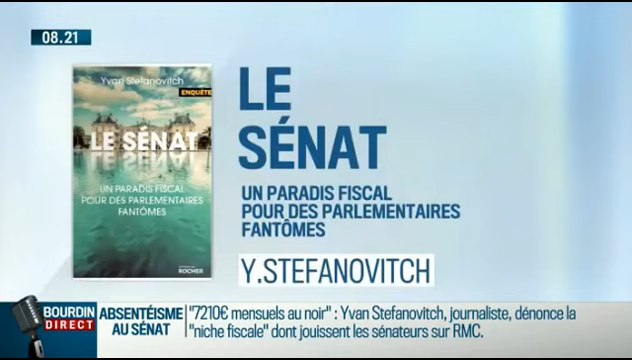 08.21
Yvan Stefanovitch
ENQUÊTE
LE SÉNAT
UN PARADIS FISCAL
POUR DES PARLEMENTAIRES
FANTÔMES
ROCHER
LE
SÉNAT
UN PARADIS FISCAL
POUR DES PARLEMENTAIRES
FANTÔMES
Y.STEFANOVITCH
BOURDIN
DIRECT
ABSENTÉISME
AU SÉNAT
"7210€ mensuels au noir" : Yvan Stefanovitch, journaliste, dénonce la
"niche fiscale" dont jouissent les sénateurs sur RMC.